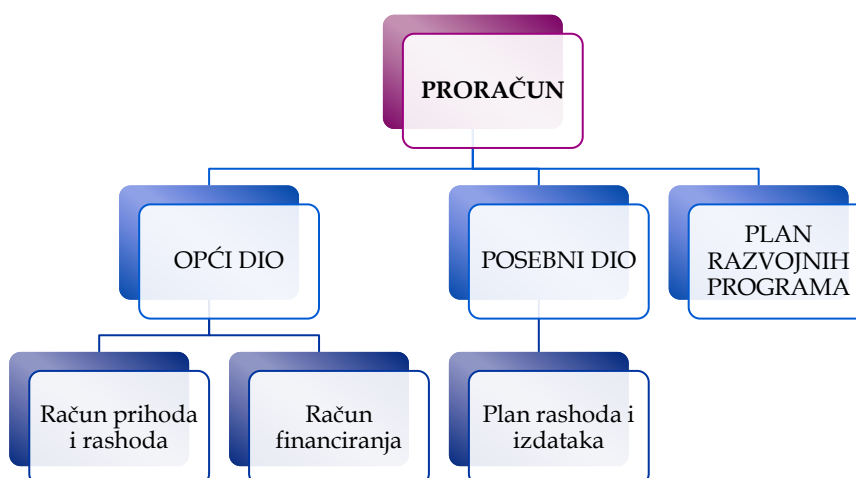 PRORAČUN
OPĆI DIO
POSEBNI DIO
PLAN
RAZVOJNIH
PROGRAMA
Račun prihoda
i rashoda
Račun
financiranja
Plan rashoda i
izdataka